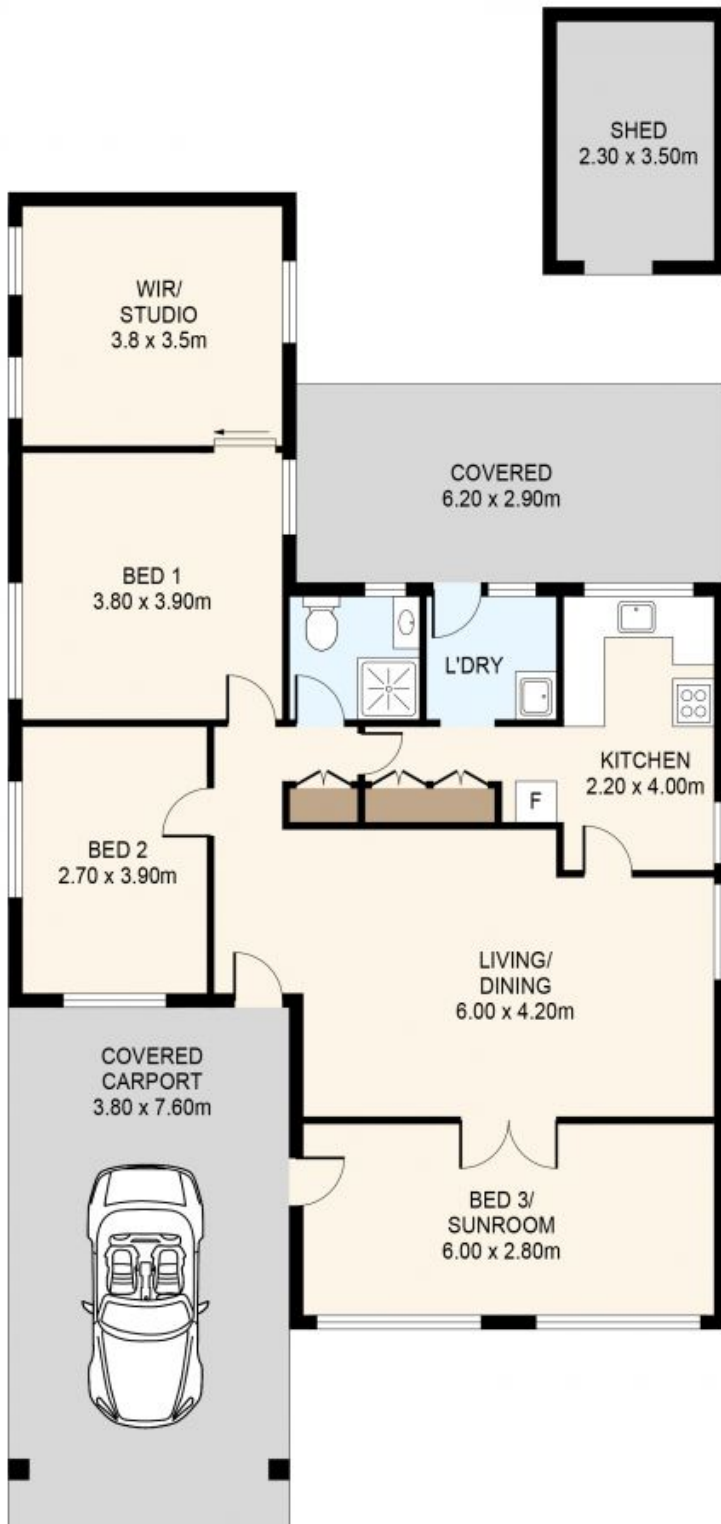 SHED
2.30 x 3.50m
WIR/
STUDIO
3.8 x 3.5m
COVERED
6.20 x 2.90m
BED 1
3.80 x 3.90m
L'DRY
KITCHEN
2.20 x 4.00m
F
BED 2
2.70 x 3.90m
LIVING/
DINING
6.00 x 4.20m
COVERED
CARPORT
3.80 x 7.60m
BED 3/
SUNROOM
6.00 x 2.80m